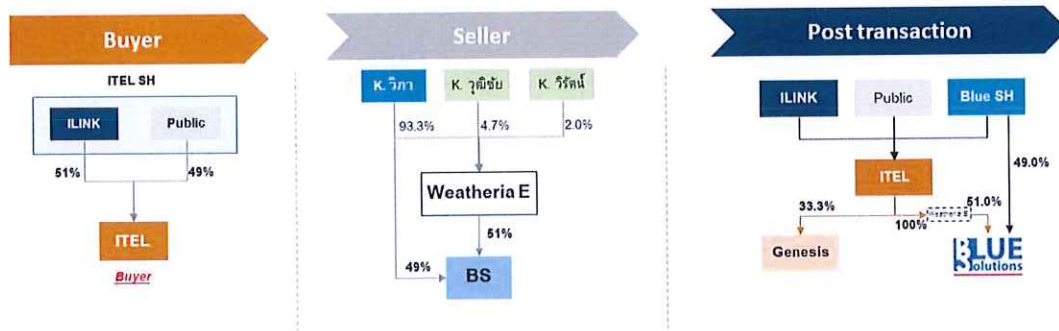 Buyer
Seller
Post transaction
ITEL SH
ILINK
Public
51%
49%
ITEL
Buyer
K. วิภา
K. วุฒิชัย
K. วิรัตน์
93.3%
4.7%
2.0%
Weatheria E
51%
49%
BS
ILINK
Public
Blue SH
49.0%
ITEL
33.3%
Weatheria E
51.0%
100%
Genesis
BLUE
Solutions